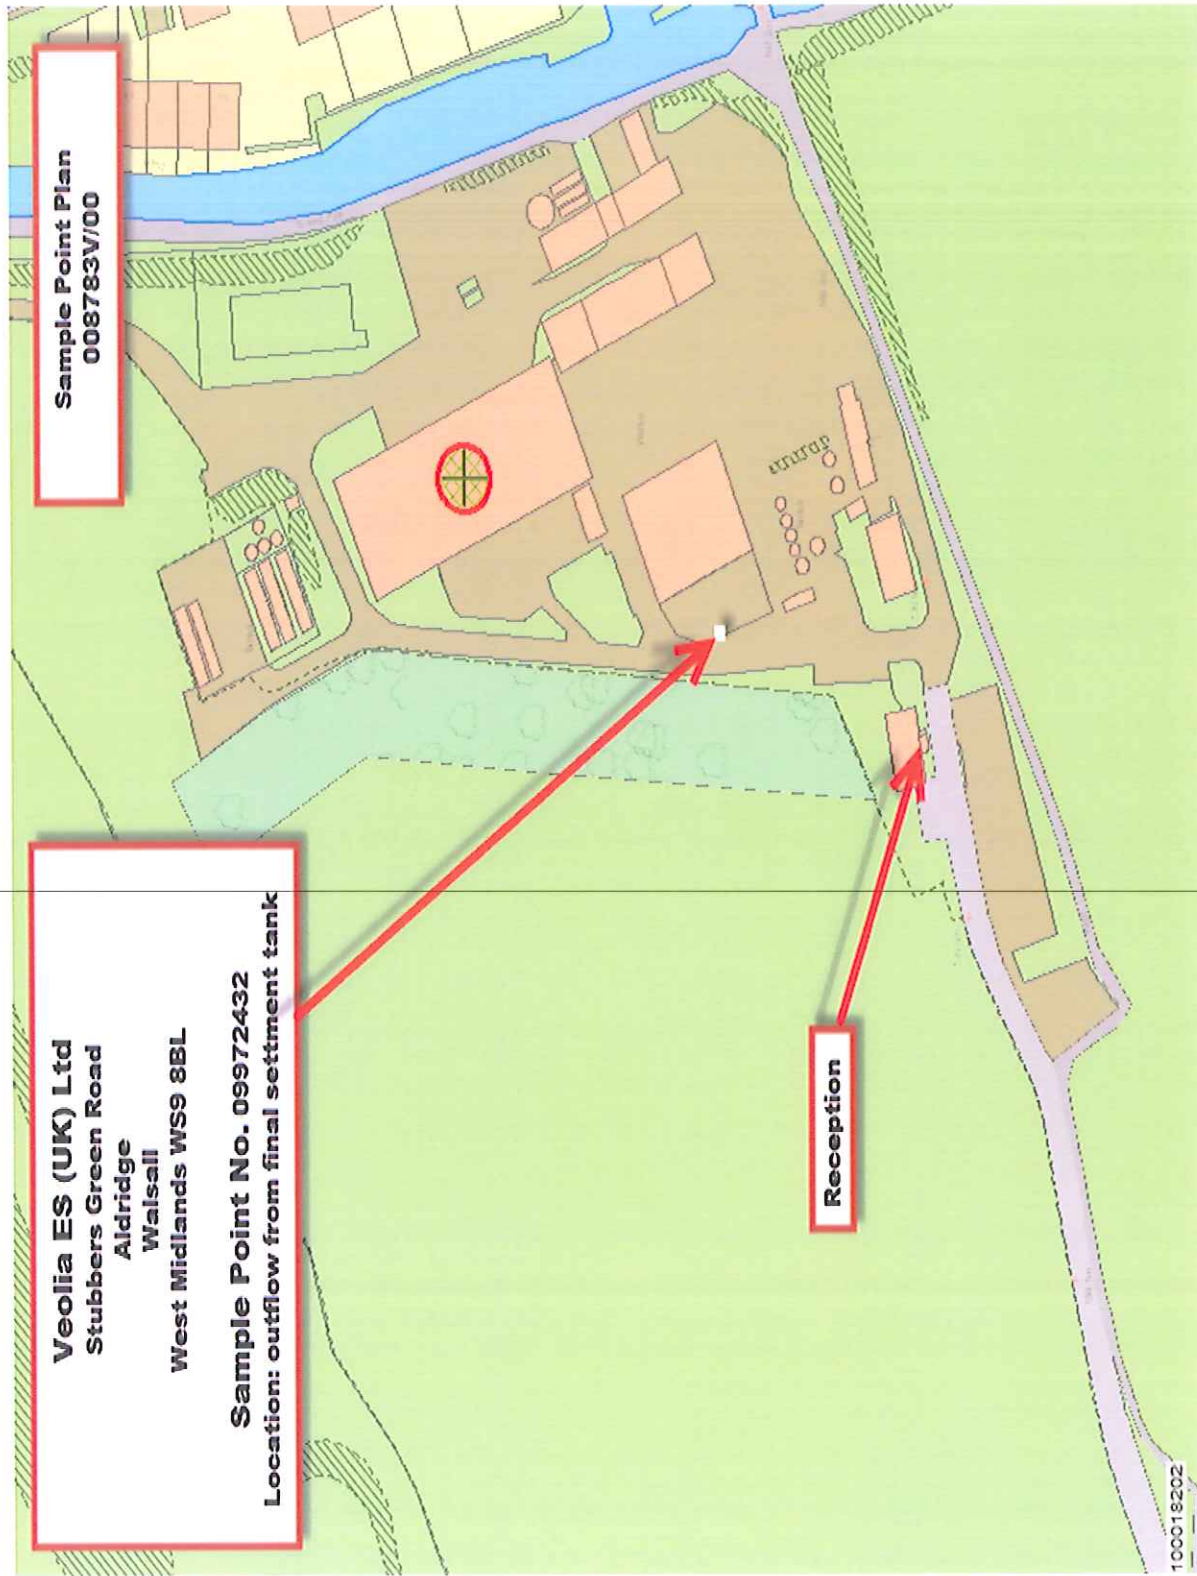 Veolia ES (UK) Ltd
Stubbers Green Road
Aldridge
Walsall
West Midlands WS9 8BL
Sample Point No. 09972432
Location: outflow from final settment tank
Sample Point Plan
008783V/00
Reception
100018202